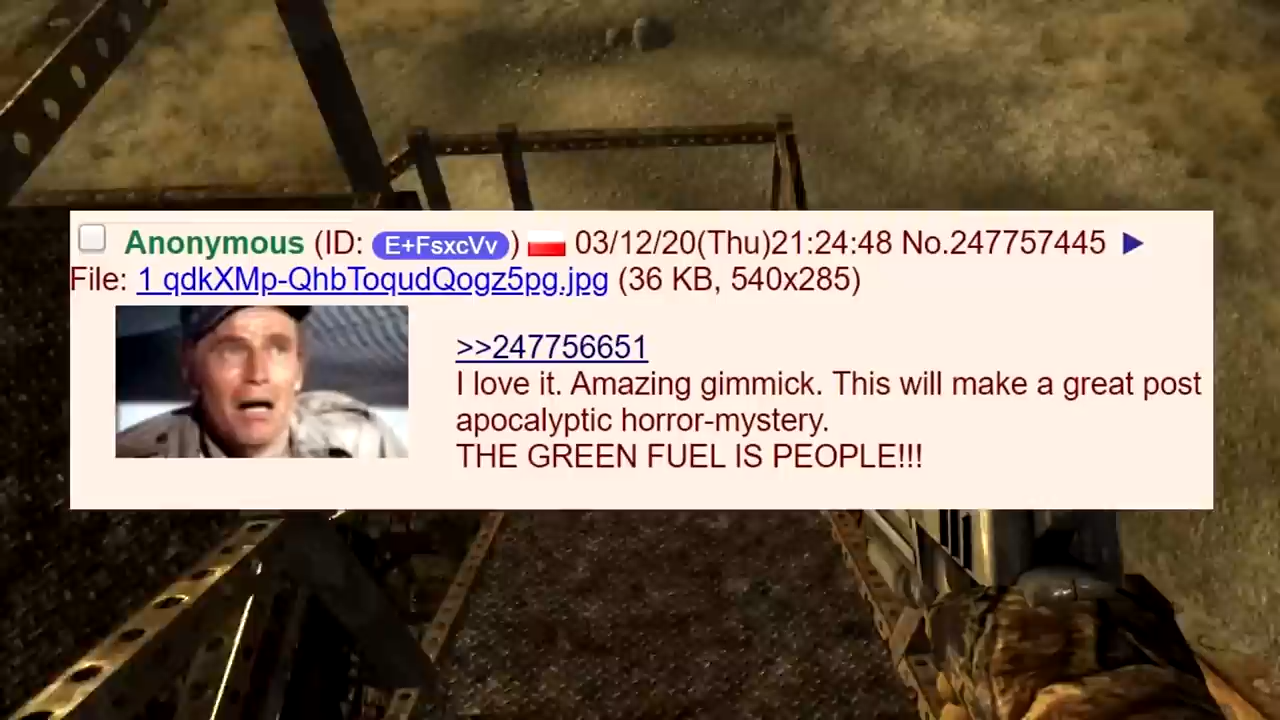 Anonymous (ID: E+FsxcVv) 03/12/20(Thu)21:24:48 No.247757445 ▶
File: 1 qdkXMp-QhbToqudQogz5pg.jpg (36 KB, 540x285)
>>247756651
I love it. Amazing gimmick. This will make a great post
apocalyptic horror-mystery.
THE GREEN FUEL IS PEOPLE!!!